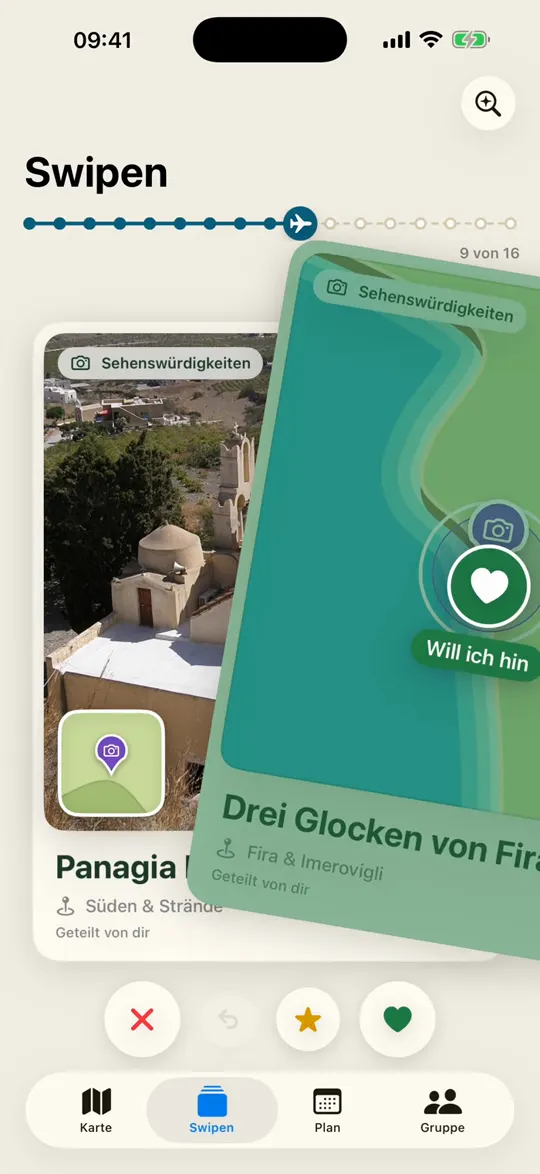 09:41
Swipen
9 von 16
Sehenswürdigkeiten
Sehenswürdigkeiten
Will ich hin
Drei Glocken von Fira
Fira & Imerovigli
Geteilt von dir
Panagia
Süden & Strände
Geteilt von dir
Karte
Swipen
Plan
Gruppe